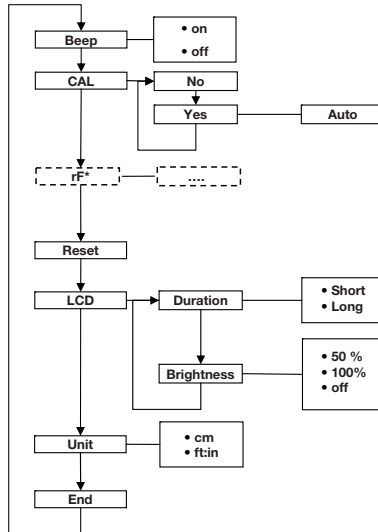 Beep
• on
• off
CAL
No
Yes
Auto
rF*
....
Reset
LCD
Duration
• Short
• Long
Brightness
• 50 %
• 100%
• off
Unit
• cm
• ft:in
End